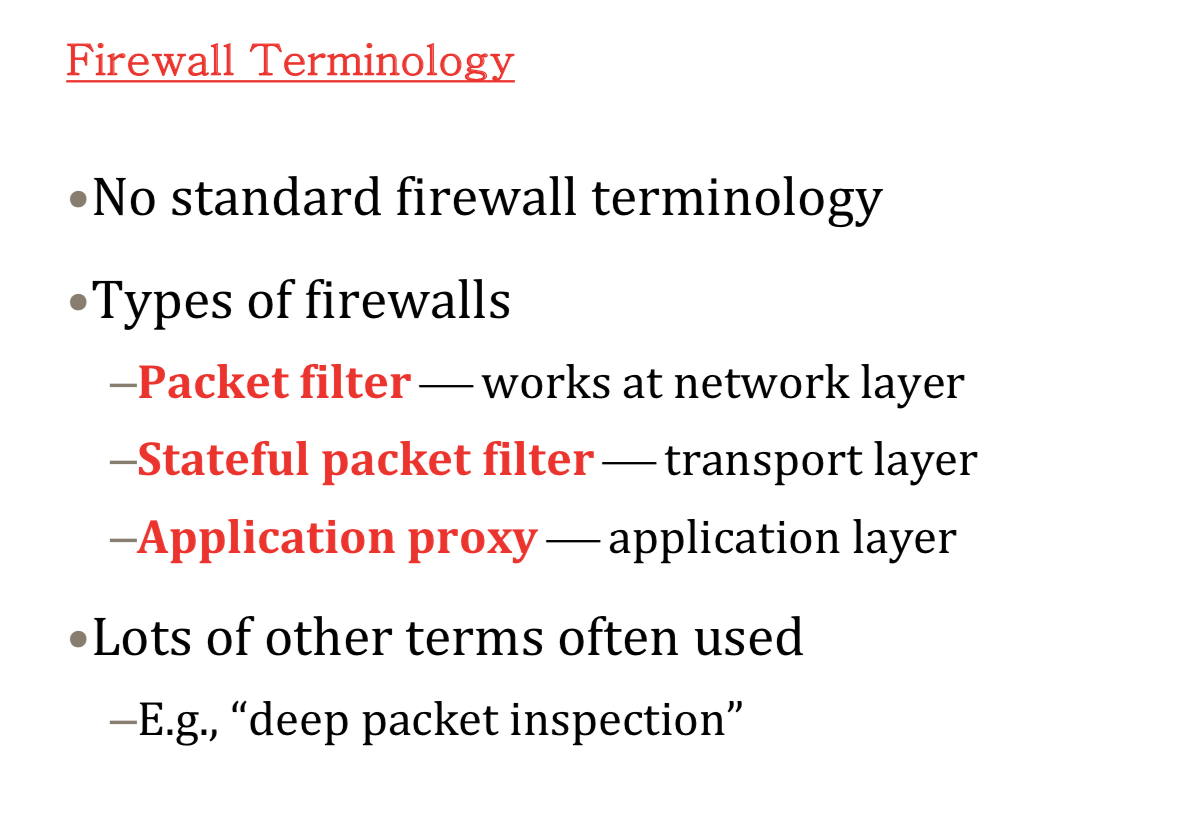 Firewall Terminology
•No standard firewall terminology
•Types of firewalls
–Packet filter — works at network layer
–Stateful packet filter — transport layer
–Application proxy — application layer
•Lots of other terms often used
–E.g., “deep packet inspection”